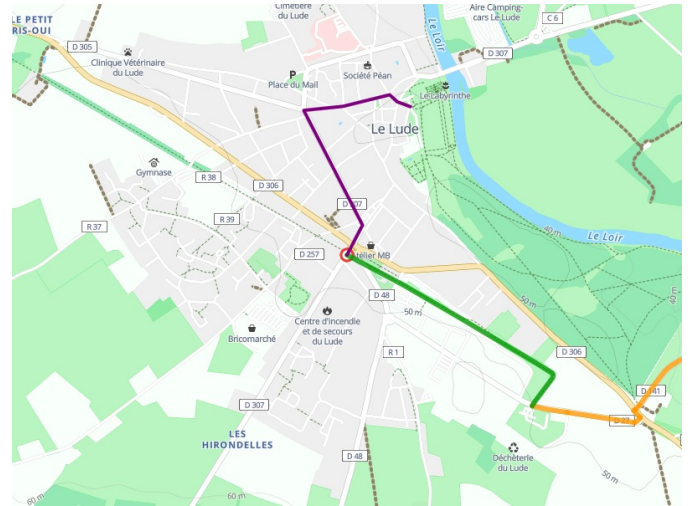 Cimetière
du Lude
Aire Camping-
cars Le Lude
C 6
LE PETIT
RIS-OUI
D 305
Clinique Vétérinaire
du Lude
Le Loir
D 307
Société Péan
P
Place du Mail
Le Labyrinthe
Le Lude
Gymnase
R 38
D 306
R 39
R 37
D 307
Le Loir
40 m
D 257
Atelier MB
D 48
50 m
50 m
40 m
Centre d'incendie
et de secours
du Lude
Bricomarché
R 1
D 306
D 141
D 307
LES
HIRONDELLES
D 48
Déchèterie
du Lude
50 m
60 m
60 m